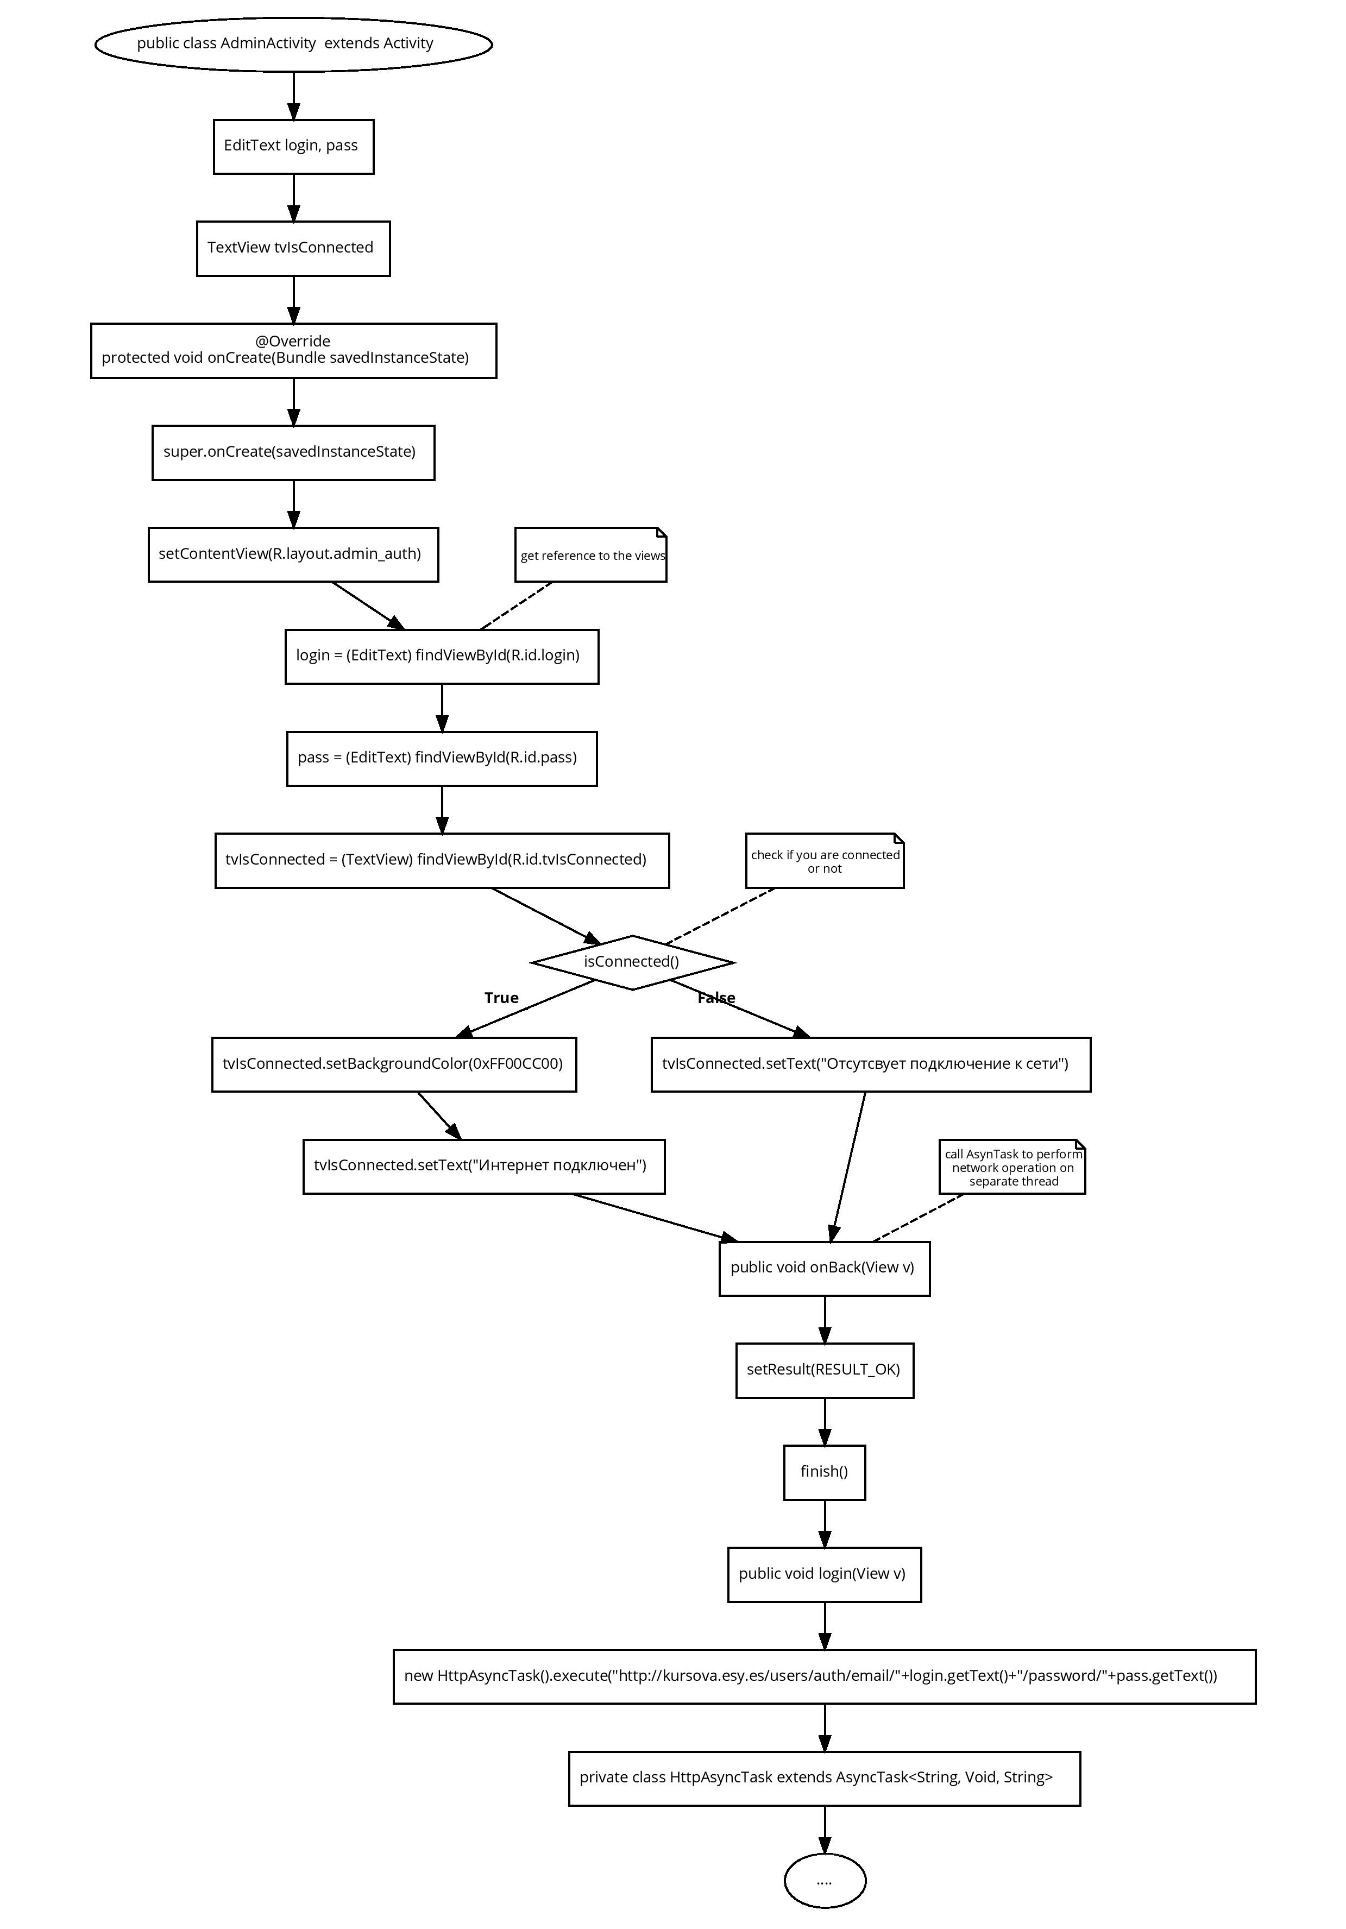 public class AdminActivity  extends Activity
EditText login, pass
TextView tvIsConnected
@Override
protected void onCreate(Bundle savedInstanceState)
super.onCreate(savedInstanceState)
setContentView(R.layout.admin_auth)
get reference to the views
login = (EditText) findViewById(R.id.login)
pass = (EditText) findViewById(R.id.pass)
tvIsConnected = (TextView) findViewById(R.id.tvIsConnected)
check if you are connected
or not
isConnected()
True
False
tvIsConnected.setBackgroundColor(0xFF00CC00)
tvIsConnected.setText("Отсутсвует подключение к сети")
tvIsConnected.setText("Интернет подключен")
call AsynTask to perform
network operation on
separate thread
public void onBack(View v)
setResult(RESULT_OK)
finish()
public void login(View v)
new HttpAsyncTask().execute("http://kursova.esy.es/users/auth/email/"+login.getText()+"/password/"+pass.getText())
private class HttpAsyncTask extends AsyncTask<String, Void, String>
....